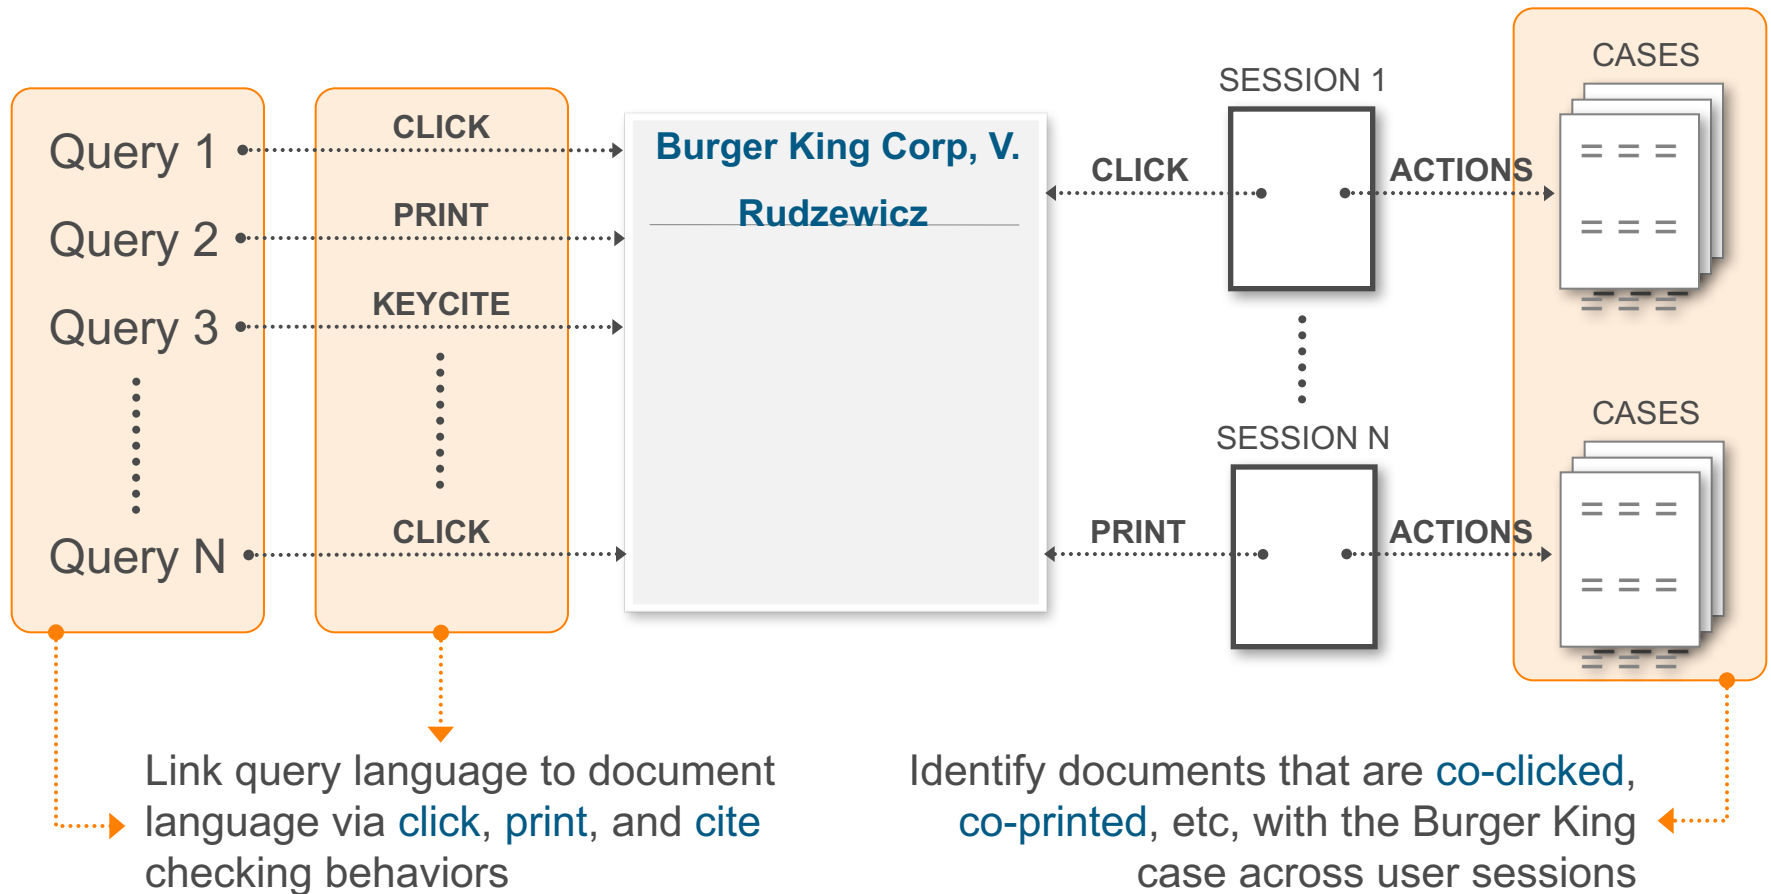 Query 1
CLICK
Query 2
PRINT
Query 3
KEYCITE
Query N
CLICK
Burger King Corp, V.
Rudzewicz
SESSION 1
CLICK
ACTIONS
CASES
SESSION N
PRINT
ACTIONS
CASES
Link query language to document
language via click, print, and cite
checking behaviors
Identify documents that are co-clicked,
co-printed, etc, with the Burger King
case across user sessions